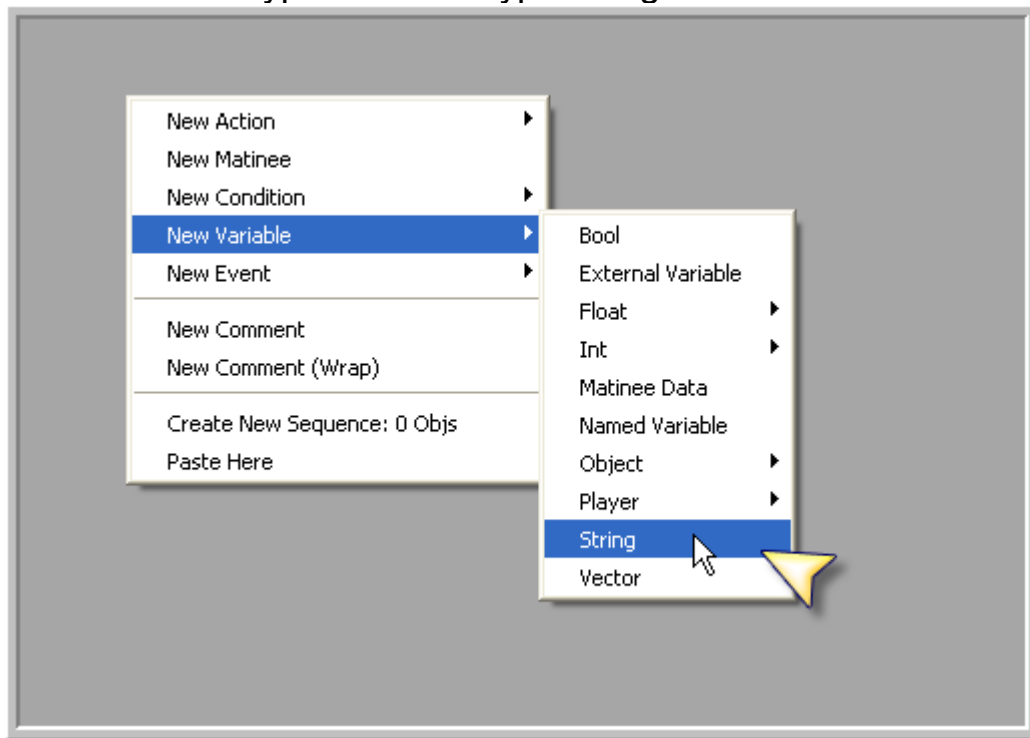 New Action
New Matinee
New Condition
New Variable
New Event
New Comment
New Comment (Wrap)
Create New Sequence: 0 Objs
Paste Here
Bool
External Variable
Float
Int
Matinee Data
Named Variable
Object
Player
String
Vector